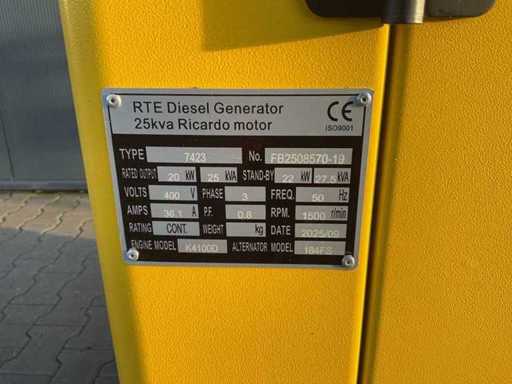 RTE Diesel Generator
25kva Ricardo motor
CE
ISO9001
TYPE 7423 No. FB2508570-19
RATED OUTPUT 20 kW 25 kVA STAND-BY 22 kW 27.5 kVA
VOLTS 400 V PHASE 3 FREQ. 50 Hz
AMPS 36.1 A P.F. 0.8 RPM. 1500 r/min
RATING CONT. WEIGHT kg DATE 2025/09
ENGINE MODEL K4100D ALTERNATOR MODEL 184FS